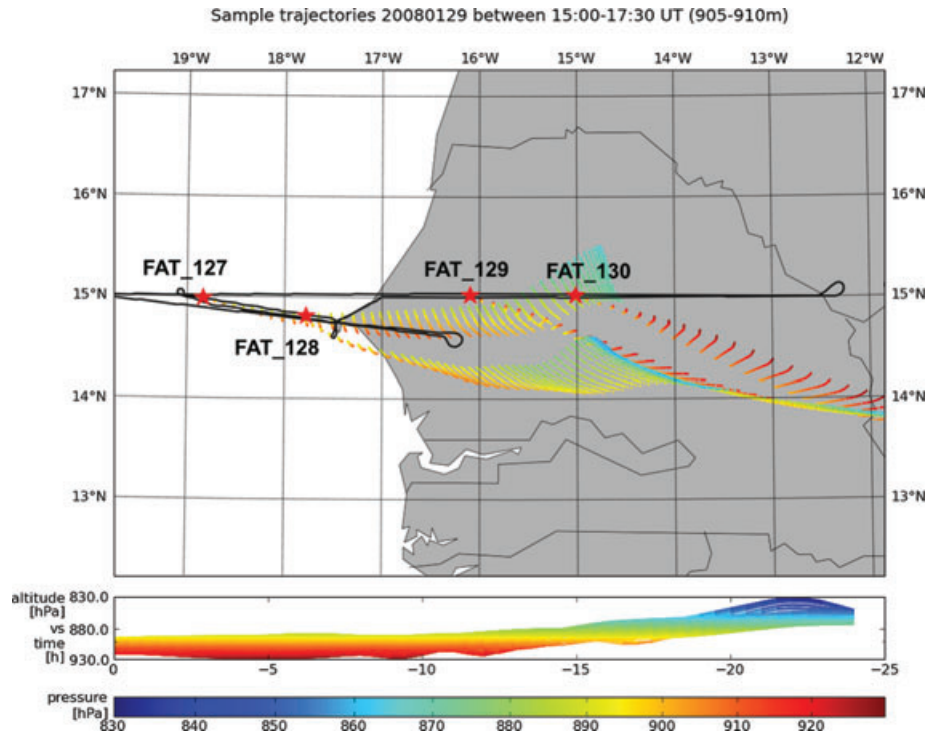 Sample trajectories 20080129 between 15:00-17:30 UT (905-910m)
19°W 18°W 17°W 16°W 15°W 14°W 13°W 12°W
17°N 17°N
16°N 16°N
FAT_127 FAT_129 FAT_130
15°N 15°N
FAT_128
14°N 14°N
13°N 13°N
altitude 830.0
[hPa]
vs 880.0
time
[h] 930.0
0 −5 −10 −15 −20 −25
pressure
[hPa]
830 840 850 860 870 880 890 900 910 920